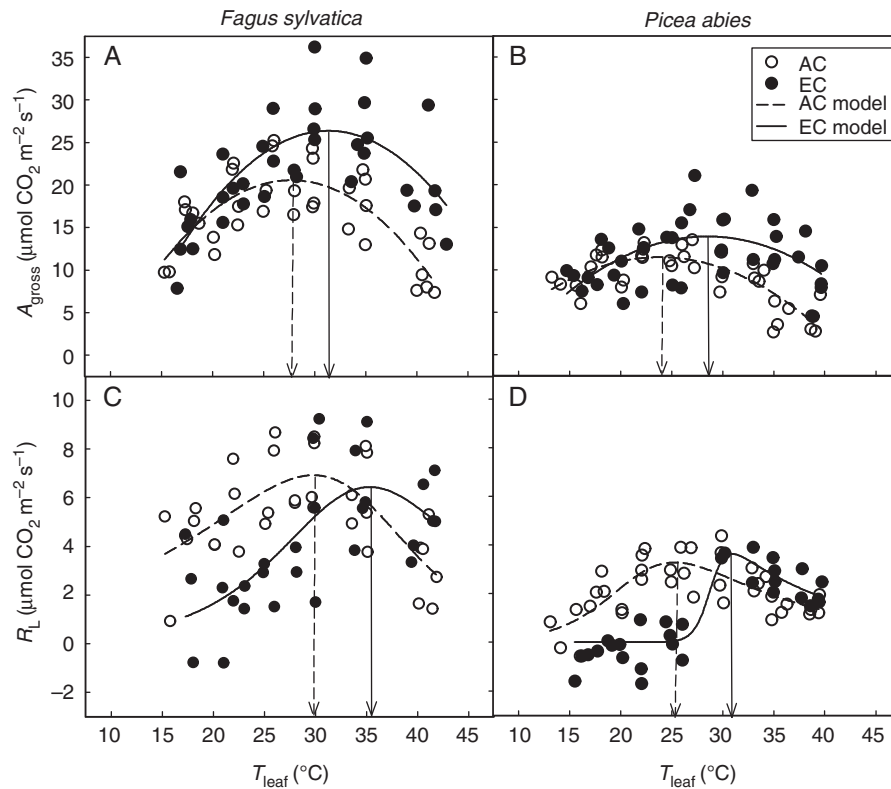 Fagus sylvatica
Picea abies
A
B
AC
EC
AC model
EC model
A_gross (μmol CO₂ m⁻² s⁻¹)
35
30
25
20
15
10
5
0
C
D
R_L (μmol CO₂ m⁻² s⁻¹)
10
8
6
4
2
0
–2
10 15 20 25 30 35 40 45
10 15 20 25 30 35 40 45
T_leaf (°C)
T_leaf (°C)